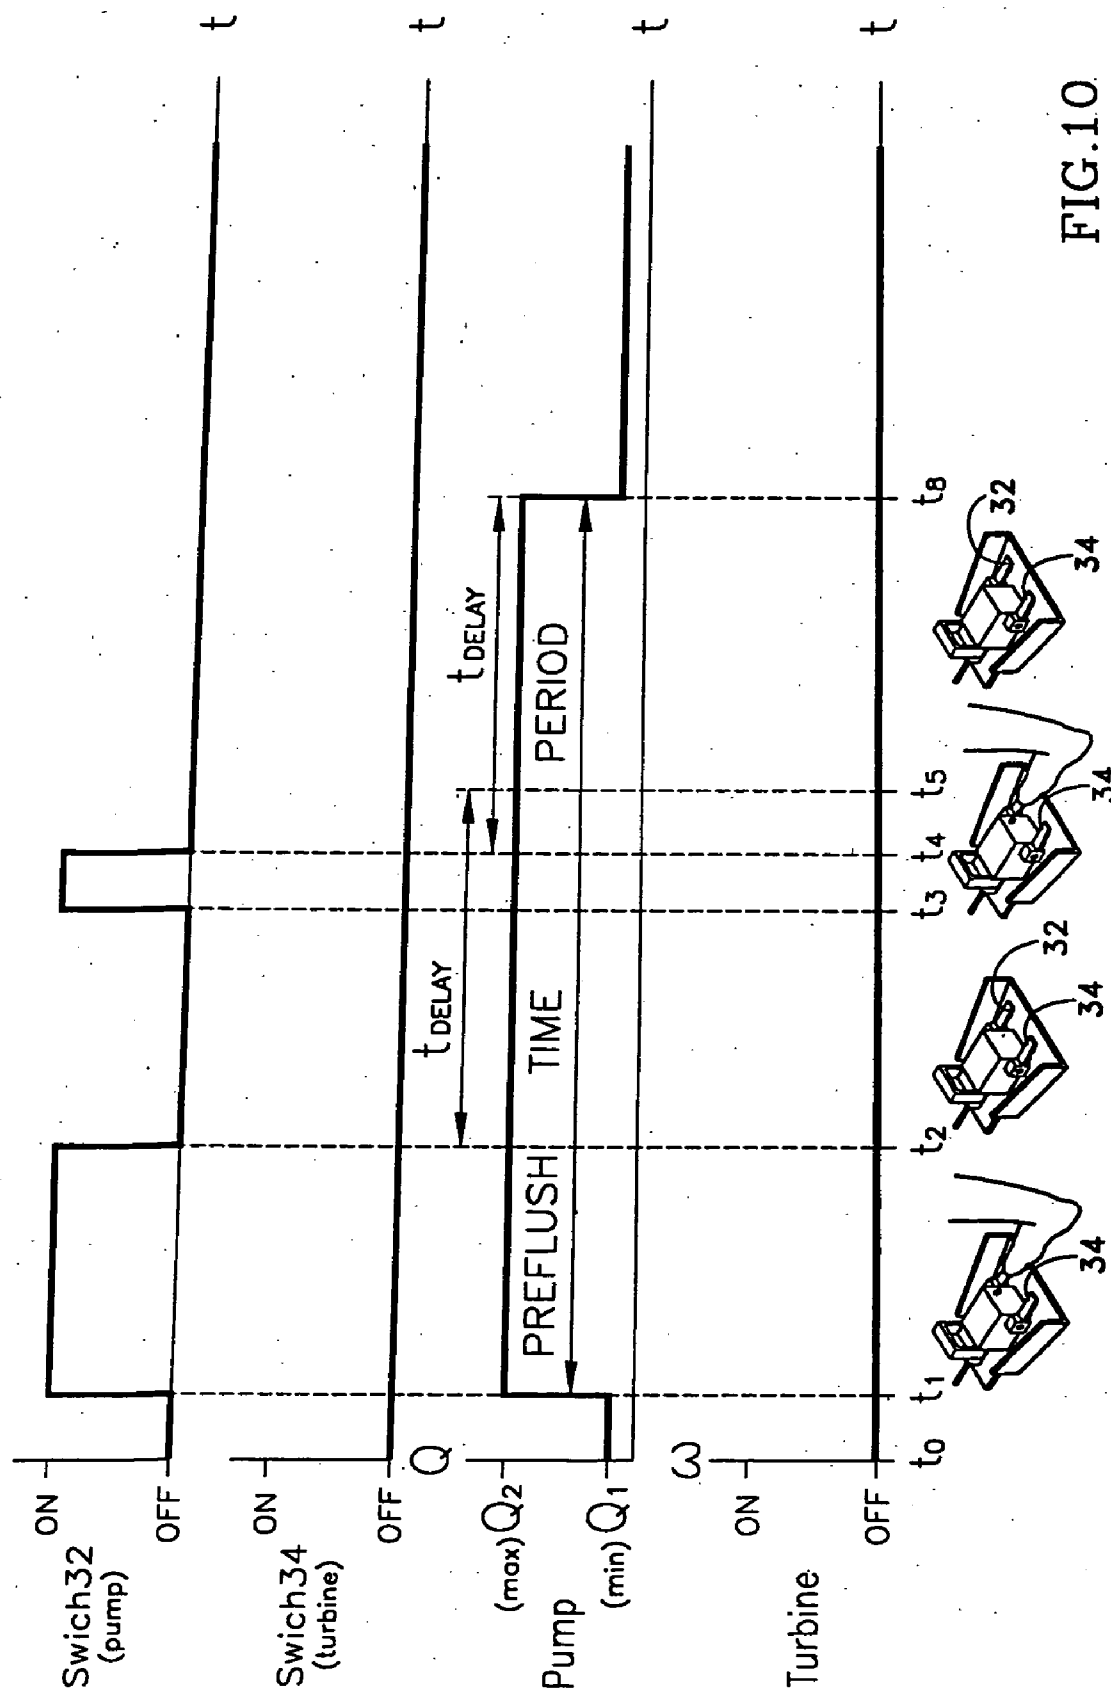 Swich32
(pump)
ON
OFF
t
Swich34
(turbine)
ON
OFF
t
Pump
Q
(max) Q2
(min) Q1
tDELAY
tDELAY
PREFLUSH TIME PERIOD
t
Turbine
ω
ON
OFF
t
t0 t1 t2 t3 t4 t5 t8
34
32
34
34
32
34
FIG.10